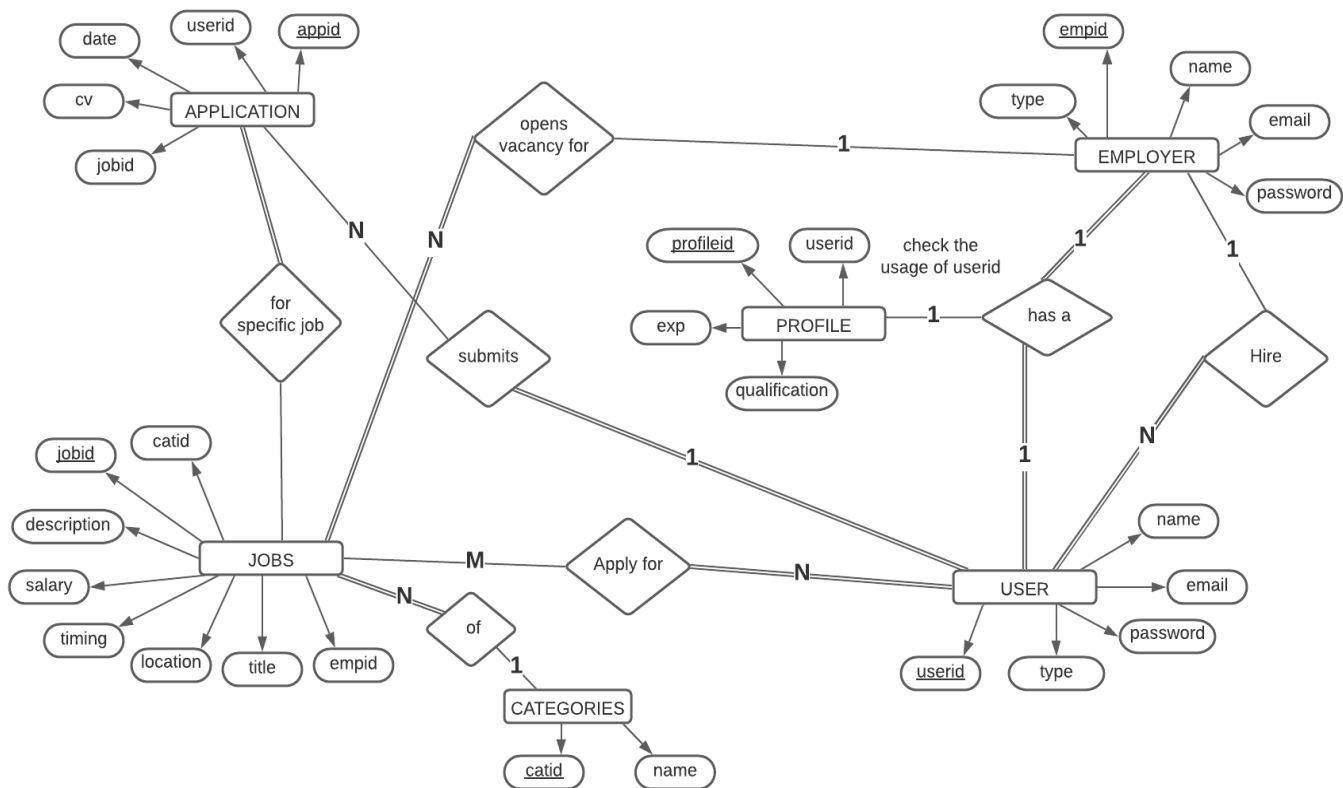 userid
appid
date
cv
APPLICATION
jobid
empid
name
type
email
EMPLOYER
password
opens
vacancy for
1
N
N
1
1
profileid
userid
check the
usage of userid
exp
PROFILE
1
has a
qualification
for
specific job
submits
Hire
1
1
N
jobid
catid
description
JOBS
salary
timing
location
title
empid
M
Apply for
N
N
of
1
CATEGORIES
catid
name
name
USER
email
password
userid
type